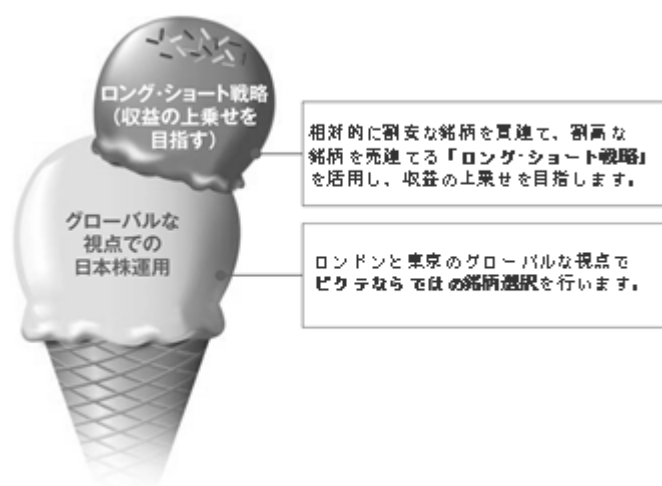 ロング・ショート戦略
(収益の上乗せを
目指す)
相対的に割安な銘柄を買建て、割高な
銘柄を売建てる「ロング・ショート戦略」
を活用し、収益の上乗せを目指します。
グローバルな
視点での
日本株運用
ロンドンと東京のグローバルな視点で
ピクテならではの銘柄選択を行います。